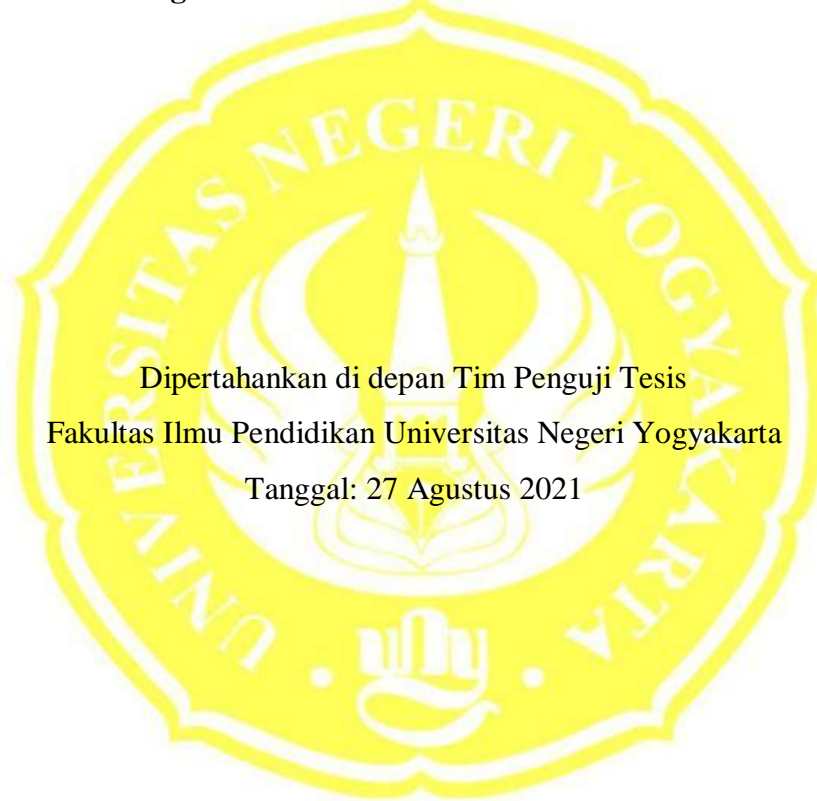 UNIVERSITAS NEGERI YOGYAKARTA
Dipertahankan di depan Tim Penguji Tesis
Fakultas Ilmu Pendidikan Universitas Negeri Yogyakarta
Tanggal: 27 Agustus 2021
uny